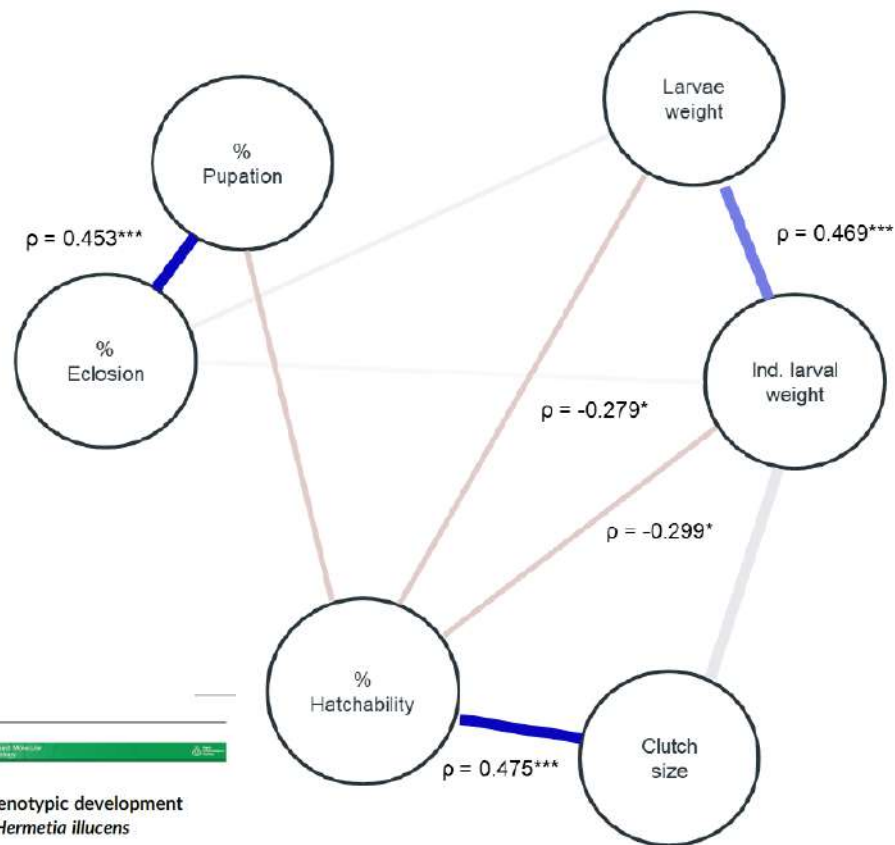 Larvae
weight
%
Pupation
ρ = 0.453***
ρ = 0.469***
%
Eclosion
Ind. larval
weight
ρ = -0.279*
ρ = -0.299*
%
Hatchability
Clutch
size
ρ = 0.475***
enotypic development
Hermetia illucens